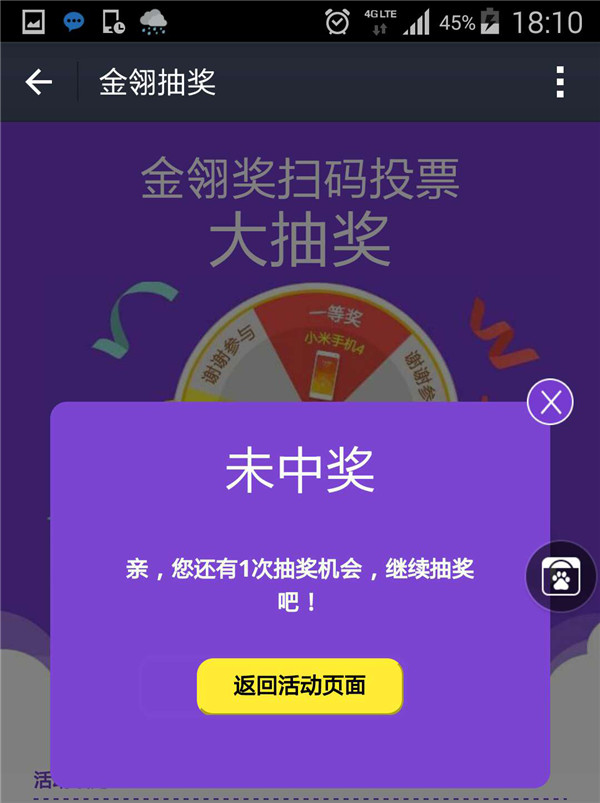 4G LTE 45% 18:10
金翎抽奖
金翎奖扫码投票
大抽奖
谢谢参与
一等奖
小米手机4
谢谢参
未中奖
亲，您还有1次抽奖机会，继续抽奖
吧！
返回活动页面
活